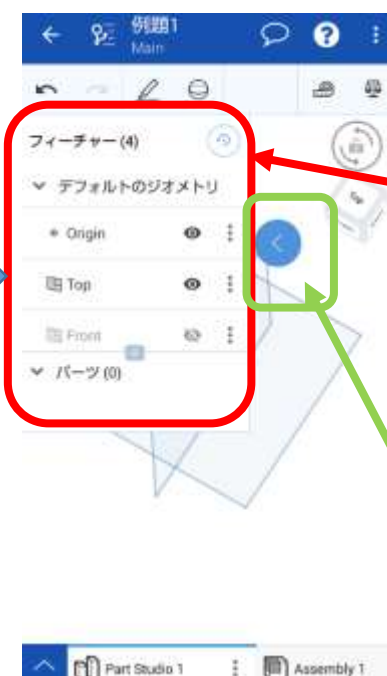 例題1
Main
フィーチャー (4)
デフォルトのジオメトリ
Origin
Top
Front
パーツ (0)
Part Studio 1
Assembly 1